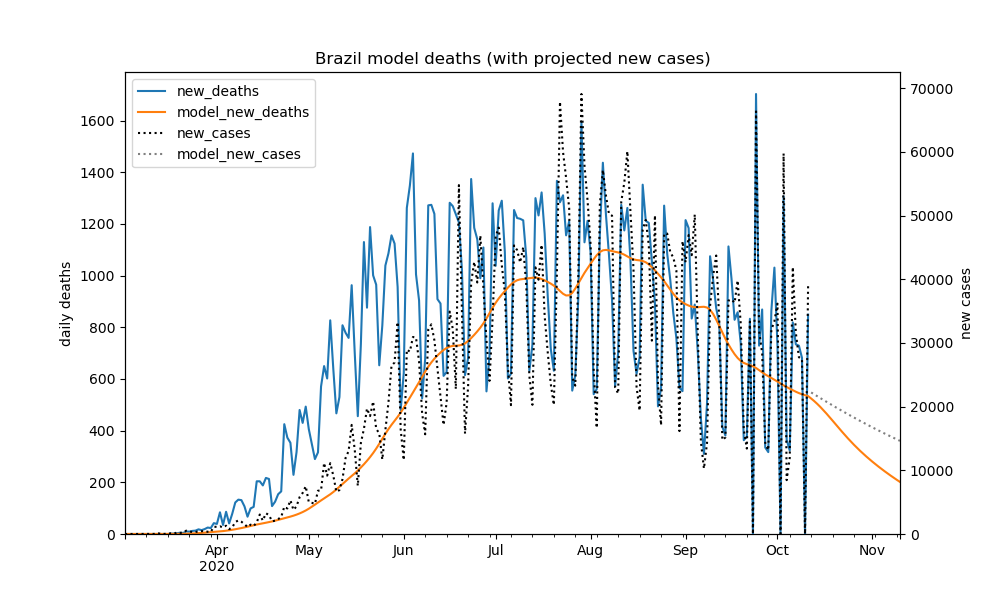 Brazil model deaths (with projected new cases)
new_deaths
model_new_deaths
new_cases
model_new_cases
daily deaths
1600
1400
1200
1000
800
600
400
200
0
70000
60000
50000
40000
30000
20000
10000
0
new cases
Apr
2020
May
Jun
Jul
Aug
Sep
Oct
Nov